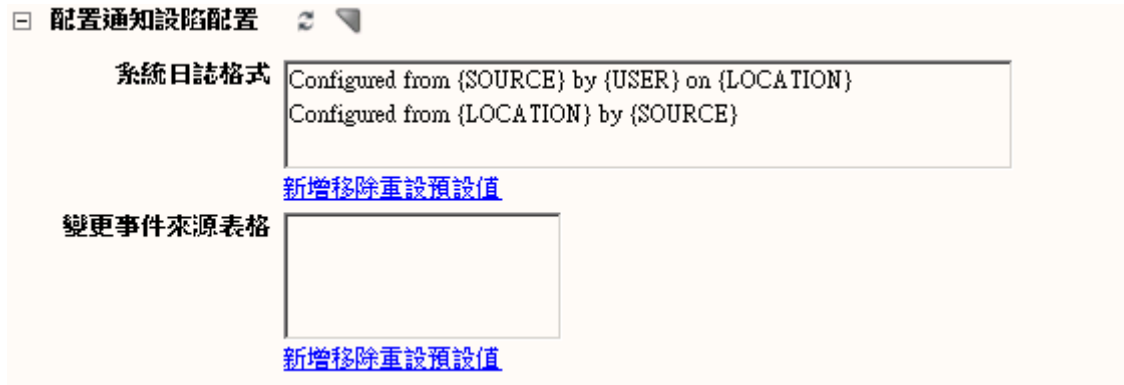 配置通知設陷配置
系統日誌格式
Configured from {SOURCE} by {USER} on {LOCATION}
Configured from {LOCATION} by {SOURCE}
新增移除重設預設值
變更事件來源表格
新增移除重設預設值